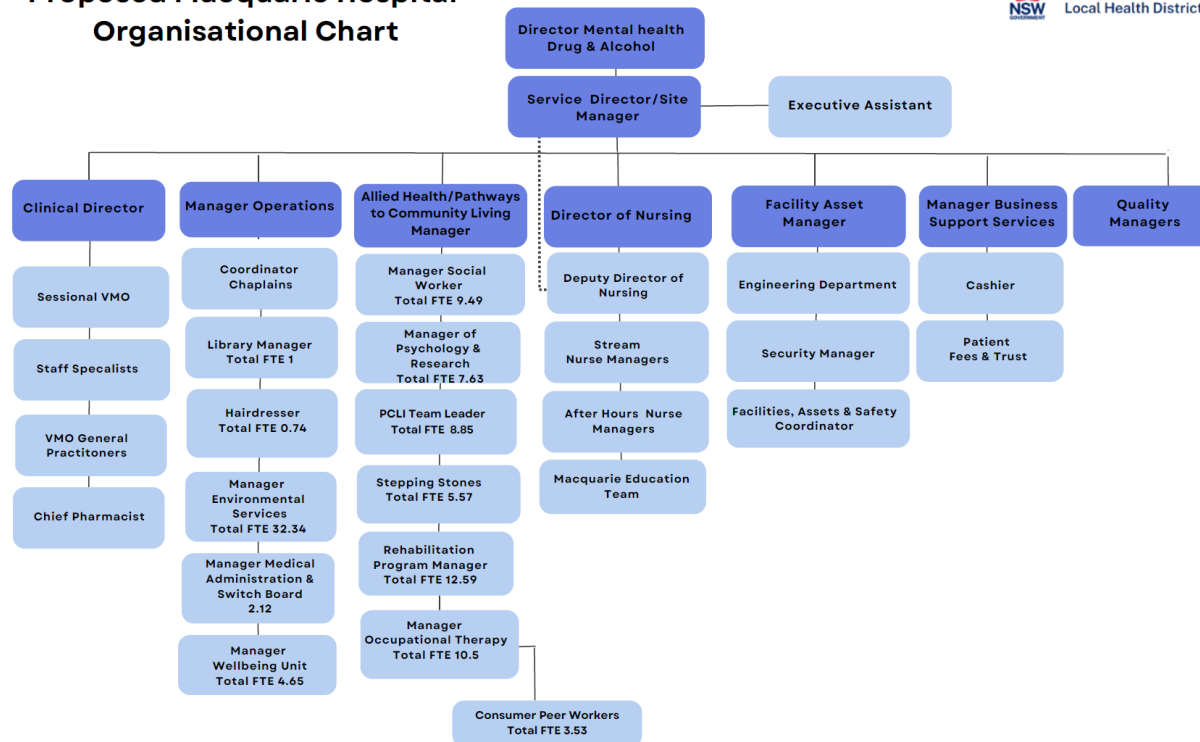 Proposed Macquarie Hospital
Organisational Chart
NSW
GOVERNMENT
Local Health District
Director Mental health
Drug & Alcohol
Service Director/Site
Manager
Executive Assistant
Clinical Director
Sessional VMO
Staff Specalists
VMO General
Practitoners
Chief Pharmacist
Manager Operations
Coordinator
Chaplains
Library Manager
Total FTE 1
Hairdresser
Total FTE 0.74
Manager
Environmental
Services
Total FTE 32.34
Manager Medical
Administration &
Switch Board
2.12
Manager
Wellbeing Unit
Total FTE 4.65
Allied Health/Pathways
to Community Living
Manager
Manager Social
Worker
Total FTE 9.49
Manager of
Psychology &
Research
Total FTE 7.63
PCLI Team Leader
Total FTE 8.85
Stepping Stones
Total FTE 5.57
Rehabilitation
Program Manager
Total FTE 12.59
Manager
Occupational Therapy
Total FTE 10.5
Consumer Peer Workers
Total FTE 3.53
Director of Nursing
Deputy Director of
Nursing
Stream
Nurse Managers
After Hours Nurse
Managers
Macquarie Education
Team
Facility Asset
Manager
Engineering Department
Security Manager
Facilities, Assets & Safety
Coordinator
Manager Business
Support Services
Cashier
Patient
Fees & Trust
Quality
Managers